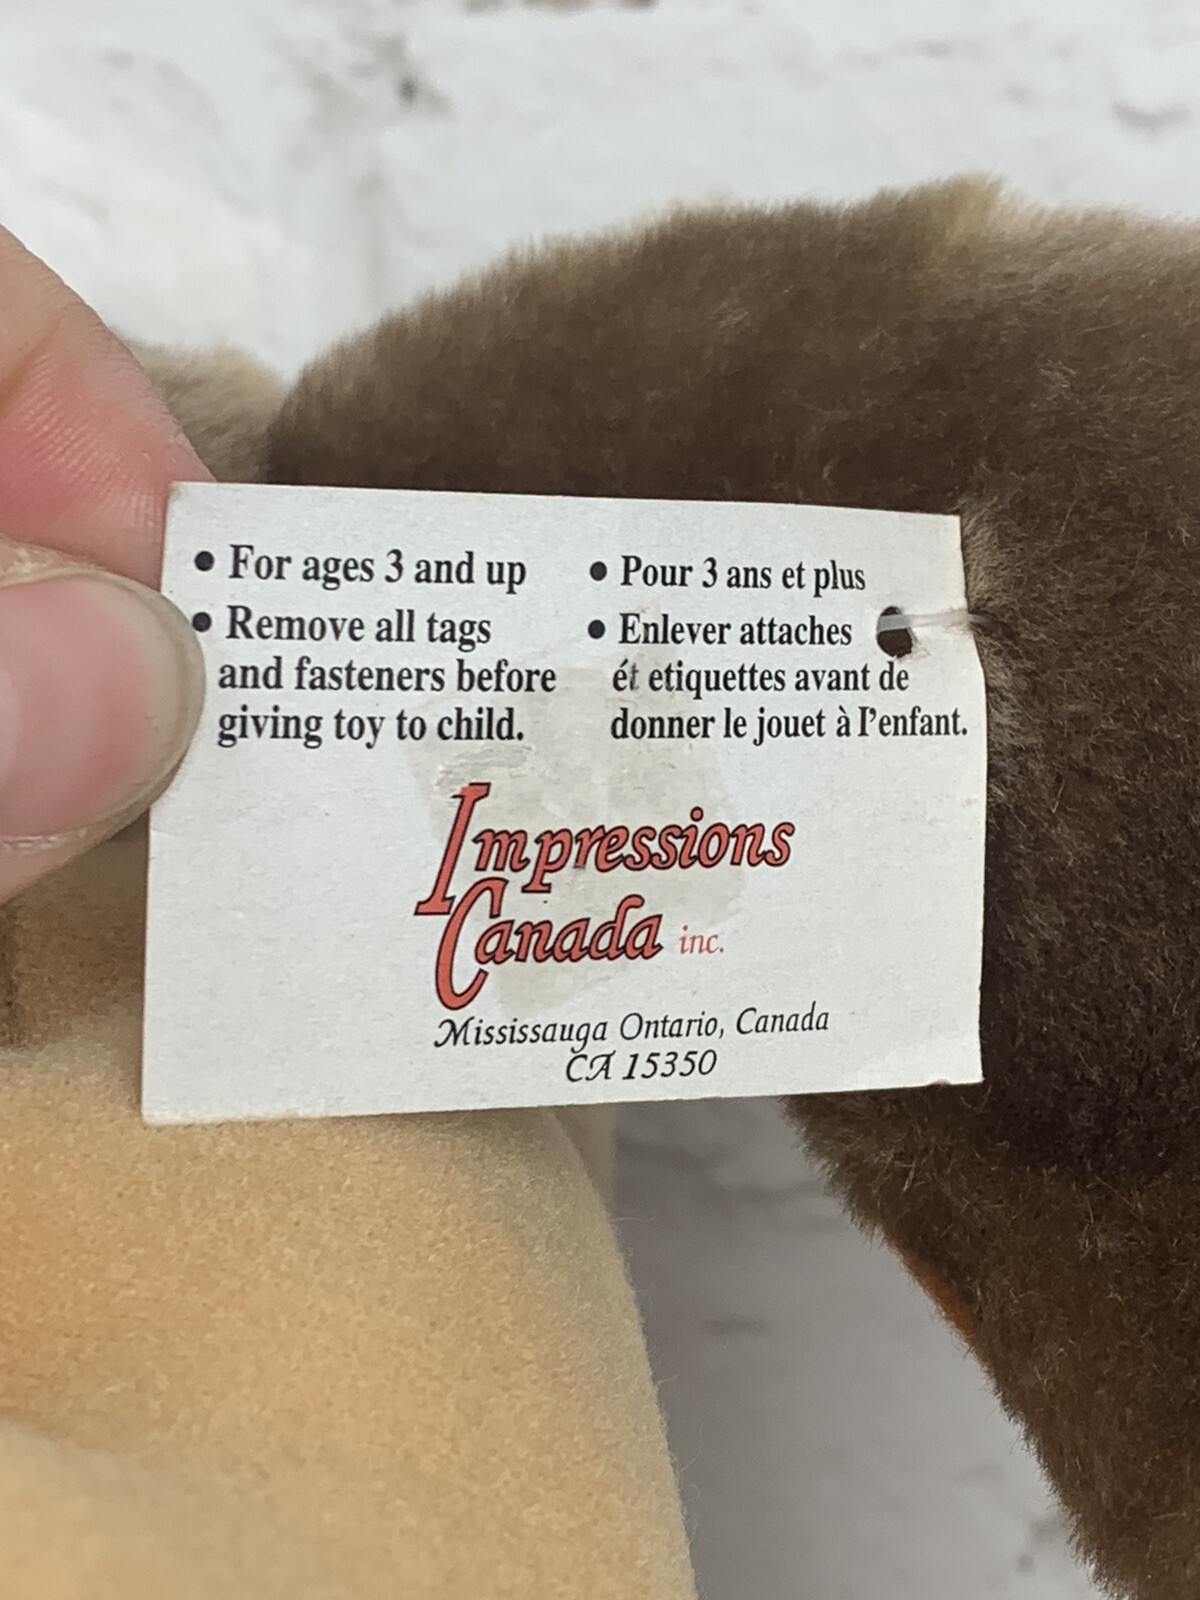 • For ages 3 and up
• Remove all tags
and fasteners before
giving toy to child.
• Pour 3 ans et plus
• Enlever attaches
ét etiquettes avant de
donner le jouet à l'enfant.
Impressions
Canada inc.
Mississauga Ontario, Canada
CA 15350